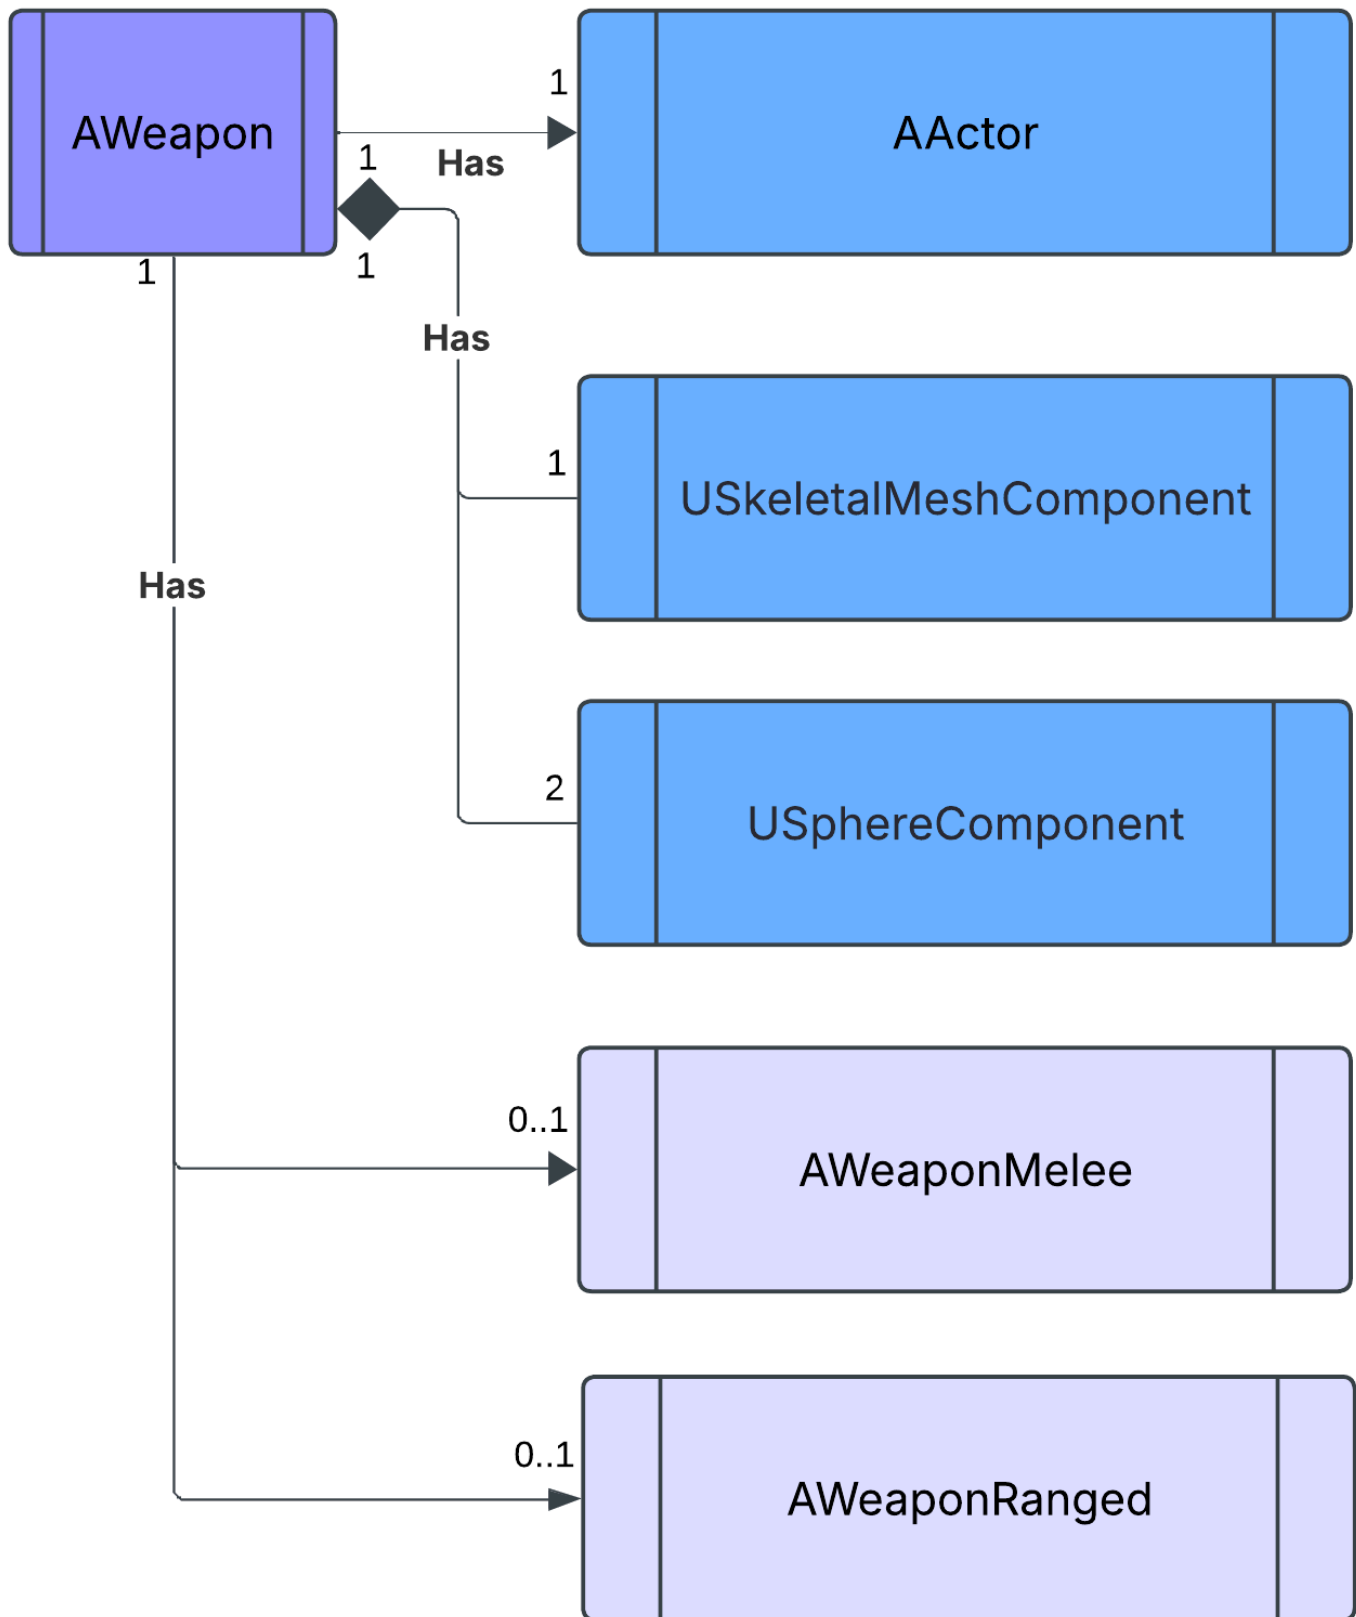 AWeapon
1
Has
1
AActor
1
1
Has
1
USkeletalMeshComponent
2
USphereComponent
1
Has
0..1
AWeaponMelee
0..1
AWeaponRanged